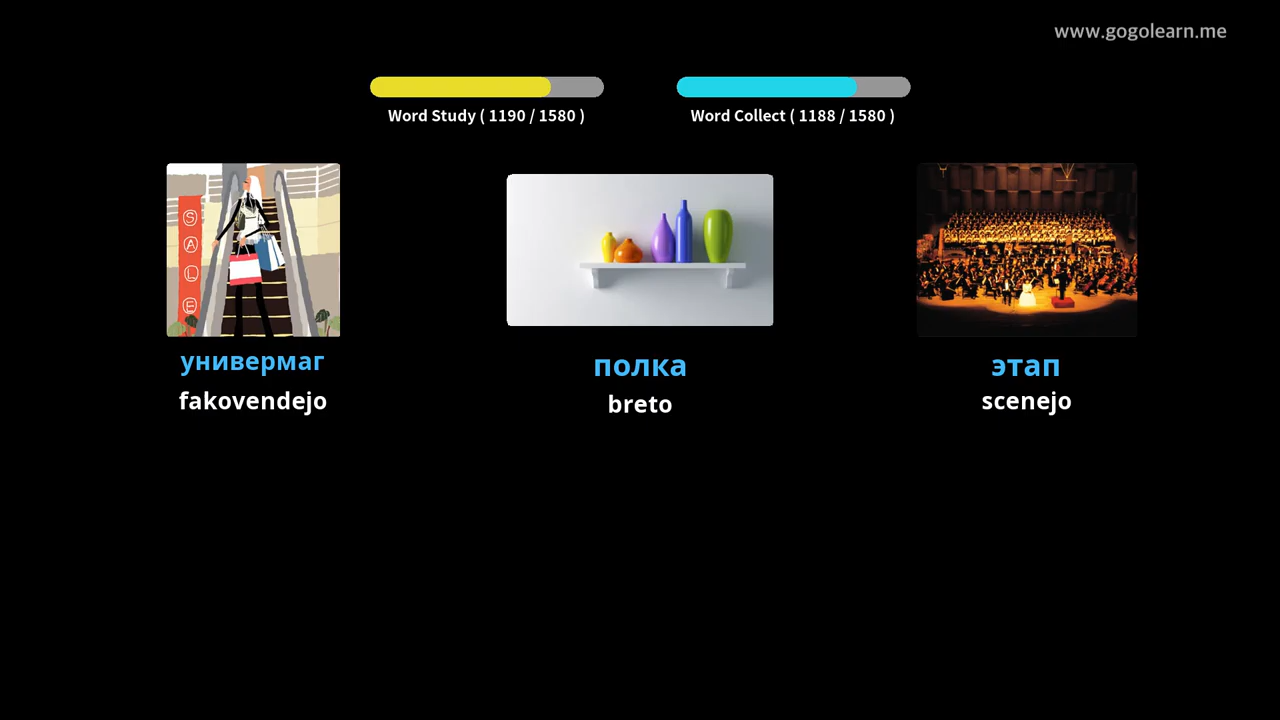 www.gogolearn.me
Word Study ( 1190 / 1580 )
Word Collect ( 1188 / 1580 )
S
A
L
E
универмаг
fakovendejo
полка
breto
этап
scenejo